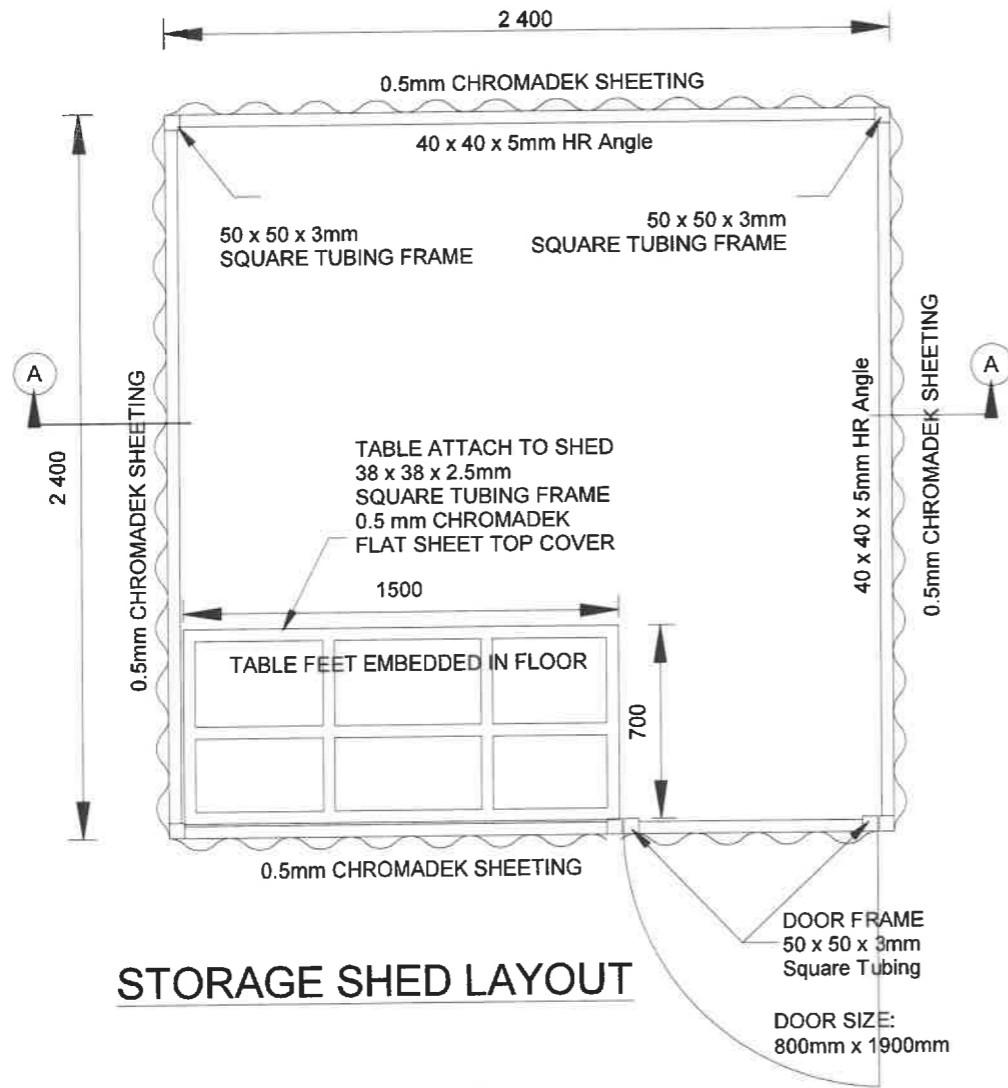 2 400
0.5mm CHROMADEK SHEETING
40 x 40 x 5mm HR Angle
50 x 50 x 3mm
SQUARE TUBING FRAME
50 x 50 x 3mm
SQUARE TUBING FRAME
A
A
2 400
0.5mm CHROMADEK SHEETING
40 x 40 x 5mm HR Angle
0.5mm CHROMADEK SHEETING
TABLE ATTACH TO SHED
38 x 38 x 2.5mm
SQUARE TUBING FRAME
0.5 mm CHROMADEK
FLAT SHEET TOP COVER
1500
TABLE FEET EMBEDDED IN FLOOR
700
0.5mm CHROMADEK SHEETING
DOOR FRAME
50 x 50 x 3mm
Square Tubing
STORAGE SHED LAYOUT
DOOR SIZE:
800mm x 1900mm